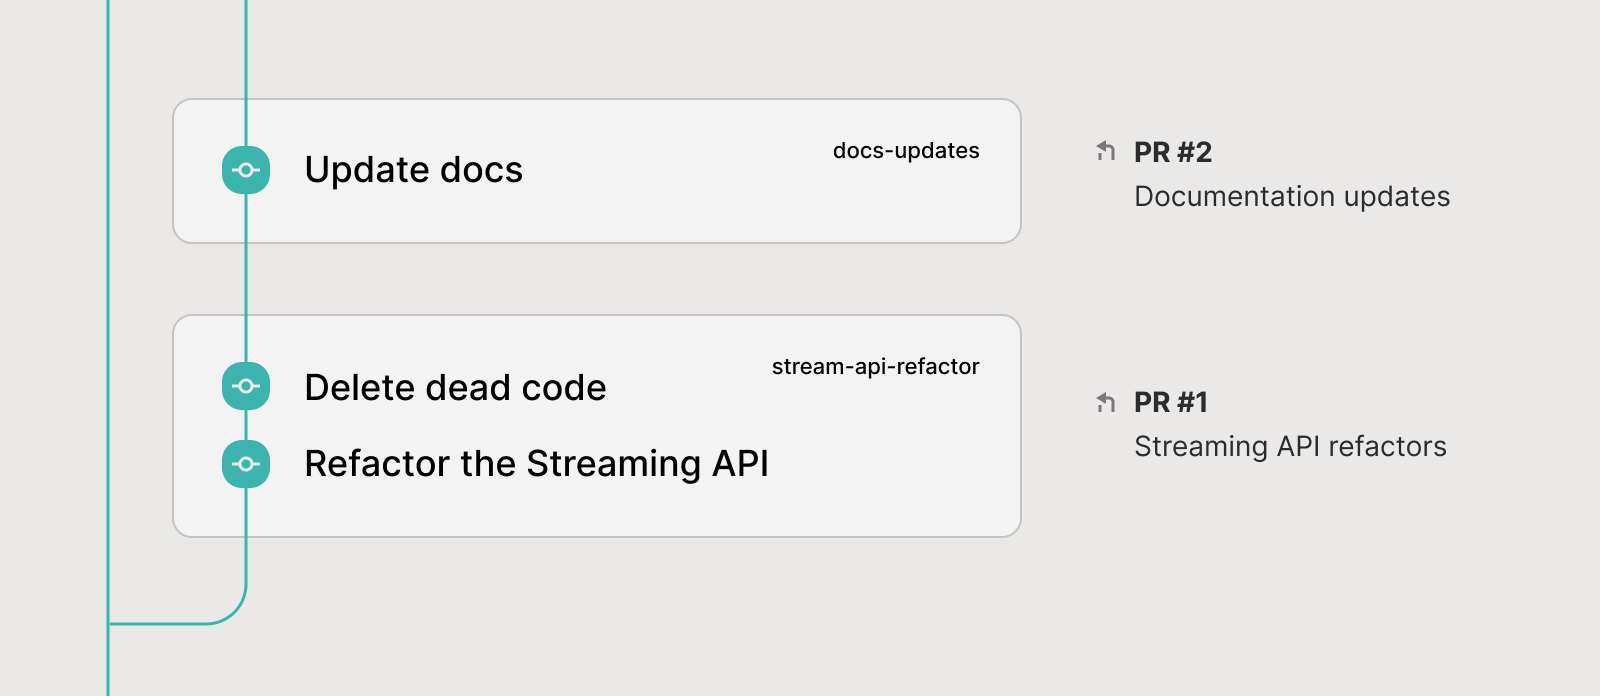 Update docs
docs-updates
PR #2
Documentation updates
Delete dead code
stream-api-refactor
Refactor the Streaming API
PR #1
Streaming API refactors